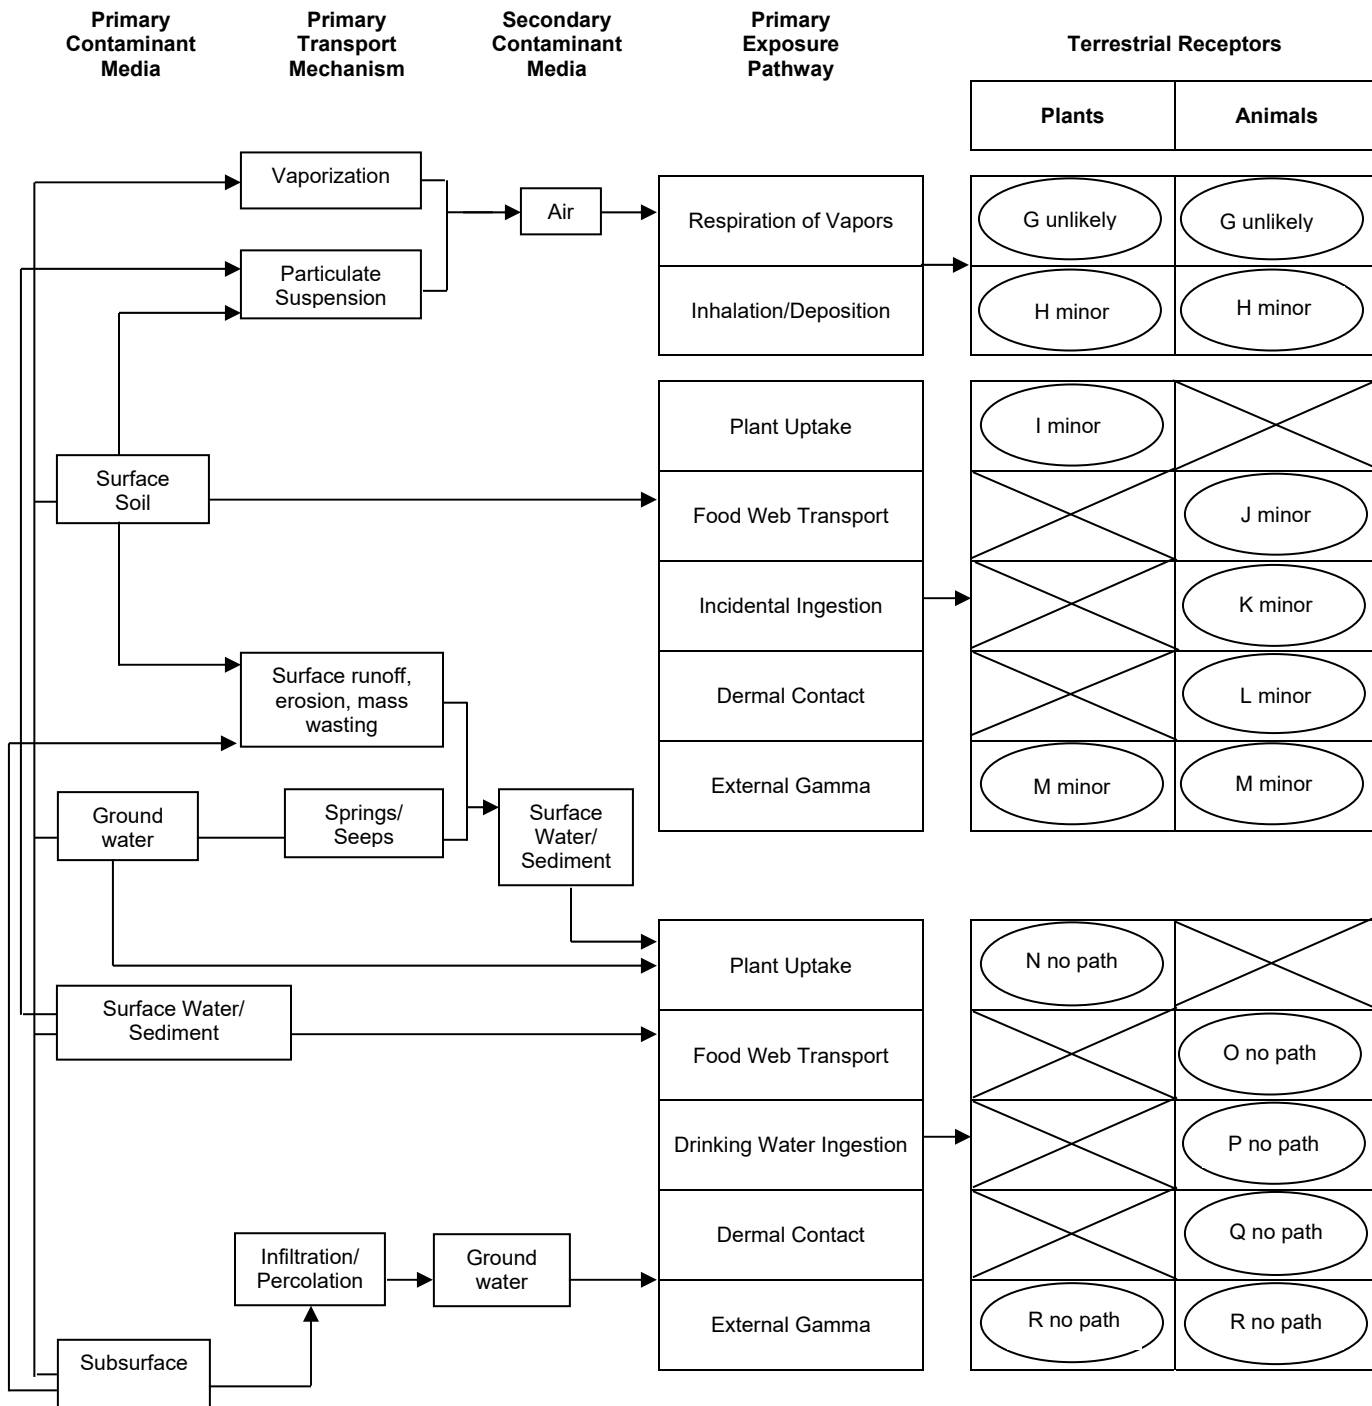 Primary
Contaminant
Media
Primary
Transport
Mechanism
Secondary
Contaminant
Media
Primary
Exposure
Pathway
Terrestrial Receptors
Plants
Animals
Vaporization
Air
Respiration of Vapors
G unlikely
G unlikely
Particulate
Suspension
Inhalation/Deposition
H minor
H minor
Plant Uptake
I minor
Surface
Soil
Food Web Transport
J minor
Incidental Ingestion
K minor
Surface runoff,
erosion, mass
wasting
Dermal Contact
L minor
External Gamma
M minor
M minor
Ground
water
Springs/
Seeps
Surface
Water/
Sediment
Plant Uptake
N no path
Surface Water/
Sediment
Food Web Transport
O no path
Drinking Water Ingestion
P no path
Dermal Contact
Q no path
Infiltration/
Percolation
Ground
water
External Gamma
R no path
R no path
Subsurface